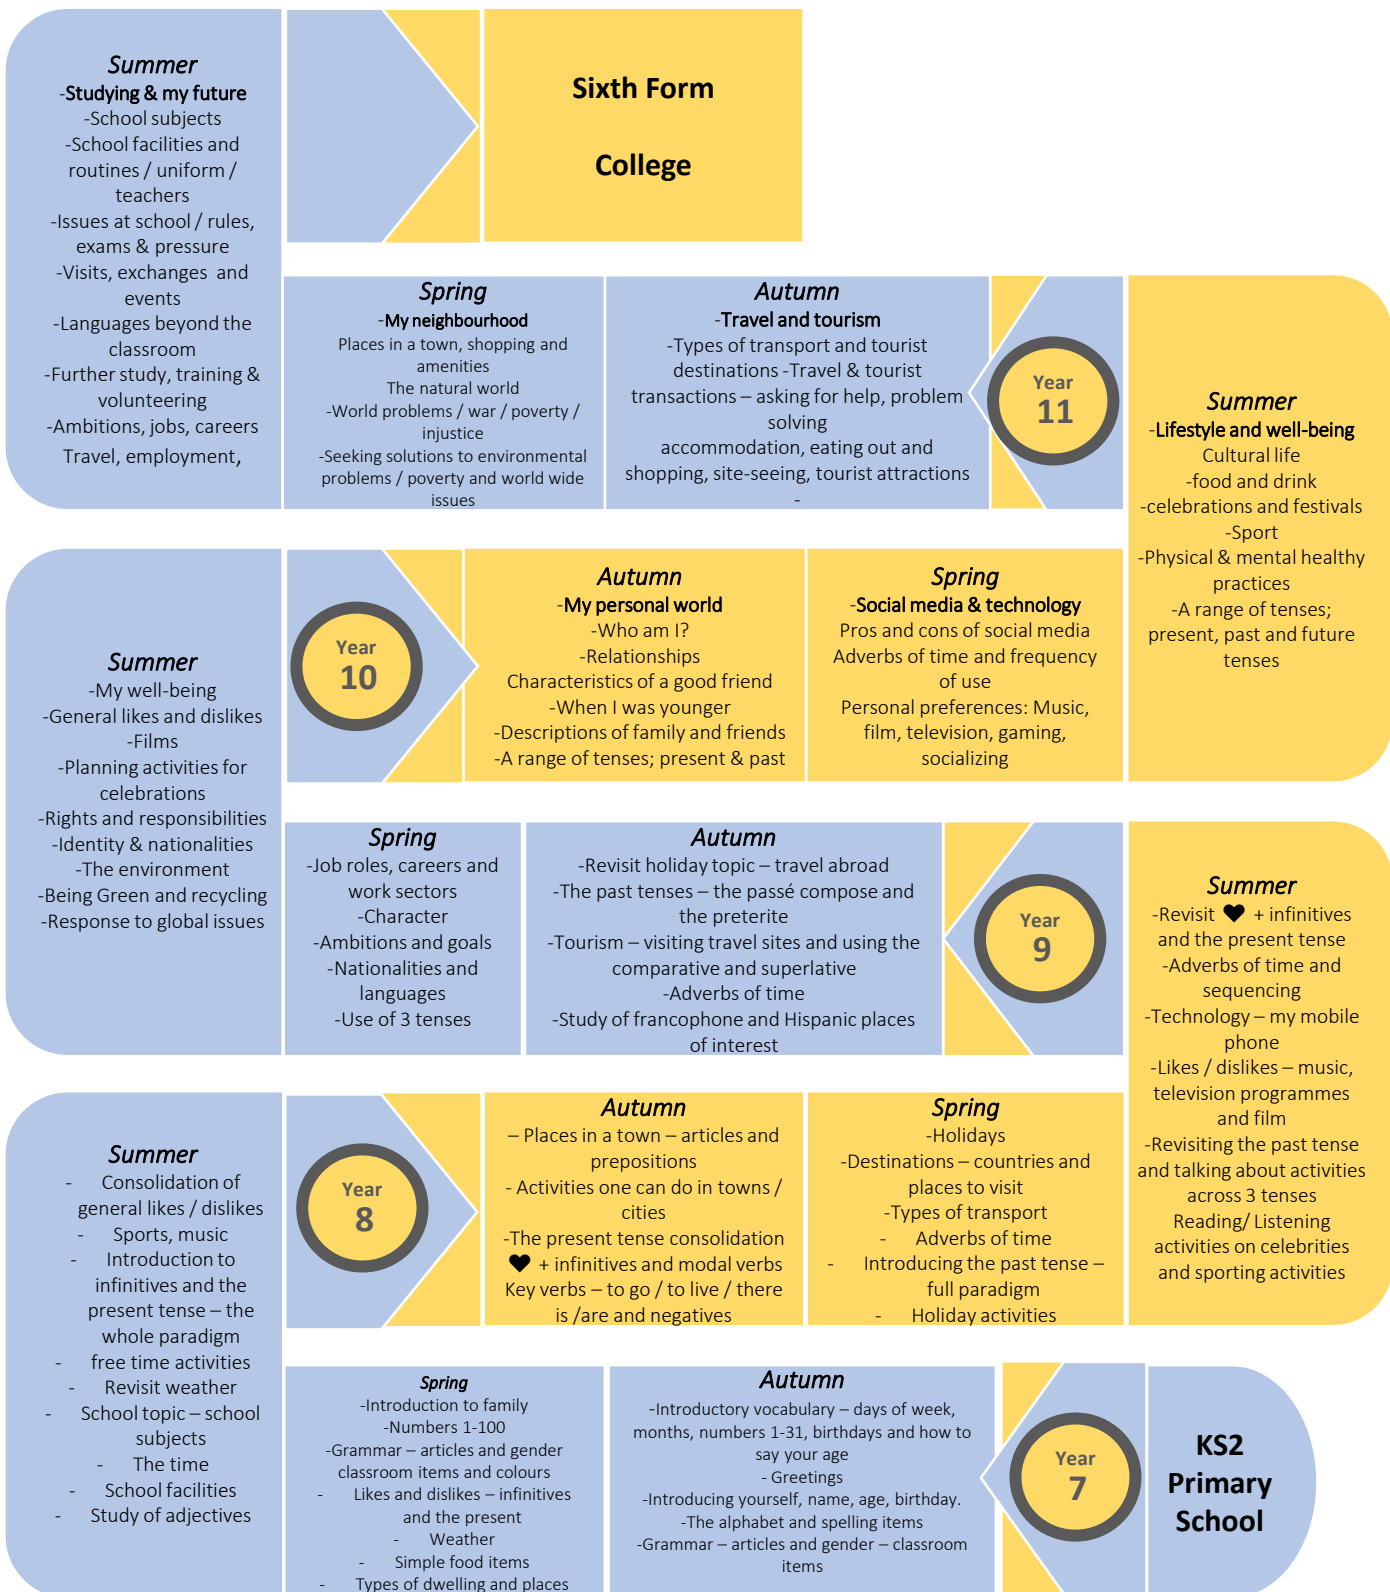 Summer
-Studying & my future
-School subjects
-School facilities and
routines / uniform /
teachers
-Issues at school / rules,
exams & pressure
-Visits, exchanges and
events
-Languages beyond the
classroom
-Further study, training &
volunteering
-Ambitions, jobs, careers
Travel, employment,
Sixth Form
College
Spring
-My neighbourhood
Places in a town, shopping and
amenities
The natural world
-World problems / war / poverty /
injustice
-Seeking solutions to environmental
problems / poverty and world wide
issues
Autumn
-Travel and tourism
-Types of transport and tourist
destinations -Travel & tourist
transactions – asking for help, problem
solving
accommodation, eating out and
shopping, site-seeing, tourist attractions
-
Year
11
Summer
-Lifestyle and well-being
Cultural life
-food and drink
-celebrations and festivals
-Sport
-Physical & mental healthy
practices
-A range of tenses;
present, past and future
tenses
Summer
-My well-being
-General likes and dislikes
-Films
-Planning activities for
celebrations
-Rights and responsibilities
-Identity & nationalities
-The environment
-Being Green and recycling
-Response to global issues
Year
10
Autumn
-My personal world
-Who am I?
-Relationships
Characteristics of a good friend
-When I was younger
-Descriptions of family and friends
-A range of tenses; present & past
Spring
-Social media & technology
Pros and cons of social media
Adverbs of time and frequency
of use
Personal preferences: Music,
film, television, gaming,
socializing
Spring
-Job roles, careers and
work sectors
-Character
-Ambitions and goals
-Nationalities and
languages
-Use of 3 tenses
Autumn
-Revisit holiday topic – travel abroad
-The past tenses – the passé compose and
the preterite
-Tourism – visiting travel sites and using the
comparative and superlative
-Adverbs of time
-Study of francophone and Hispanic places
of interest
Year
9
Summer
-Revisit ♥ + infinitives
and the present tense
-Adverbs of time and
sequencing
-Technology – my mobile
phone
-Likes / dislikes – music,
television programmes
and film
-Revisiting the past tense
and talking about activities
across 3 tenses
Reading/ Listening
activities on celebrities
and sporting activities
Summer
- Consolidation of
general likes / dislikes
- Sports, music
- Introduction to
infinitives and the
present tense – the
whole paradigm
- free time activities
- Revisit weather
- School topic – school
subjects
- The time
- School facilities
- Study of adjectives
Year
8
Autumn
– Places in a town – articles and
prepositions
- Activities one can do in towns /
cities
-The present tense consolidation
♥ + infinitives and modal verbs
Key verbs – to go / to live / there
is /are and negatives
Spring
-Holidays
-Destinations – countries and
places to visit
-Types of transport
- Adverbs of time
- Introducing the past tense –
full paradigm
- Holiday activities
Spring
-Introduction to family
-Numbers 1-100
-Grammar – articles and gender
classroom items and colours
- Likes and dislikes – infinitives
and the present
- Weather
- Simple food items
- Types of dwelling and places
Autumn
-Introductory vocabulary – days of week,
months, numbers 1-31, birthdays and how to
say your age
- Greetings
-Introducing yourself, name, age, birthday.
-The alphabet and spelling items
-Grammar – articles and gender – classroom
items
Year
7
KS2
Primary
School